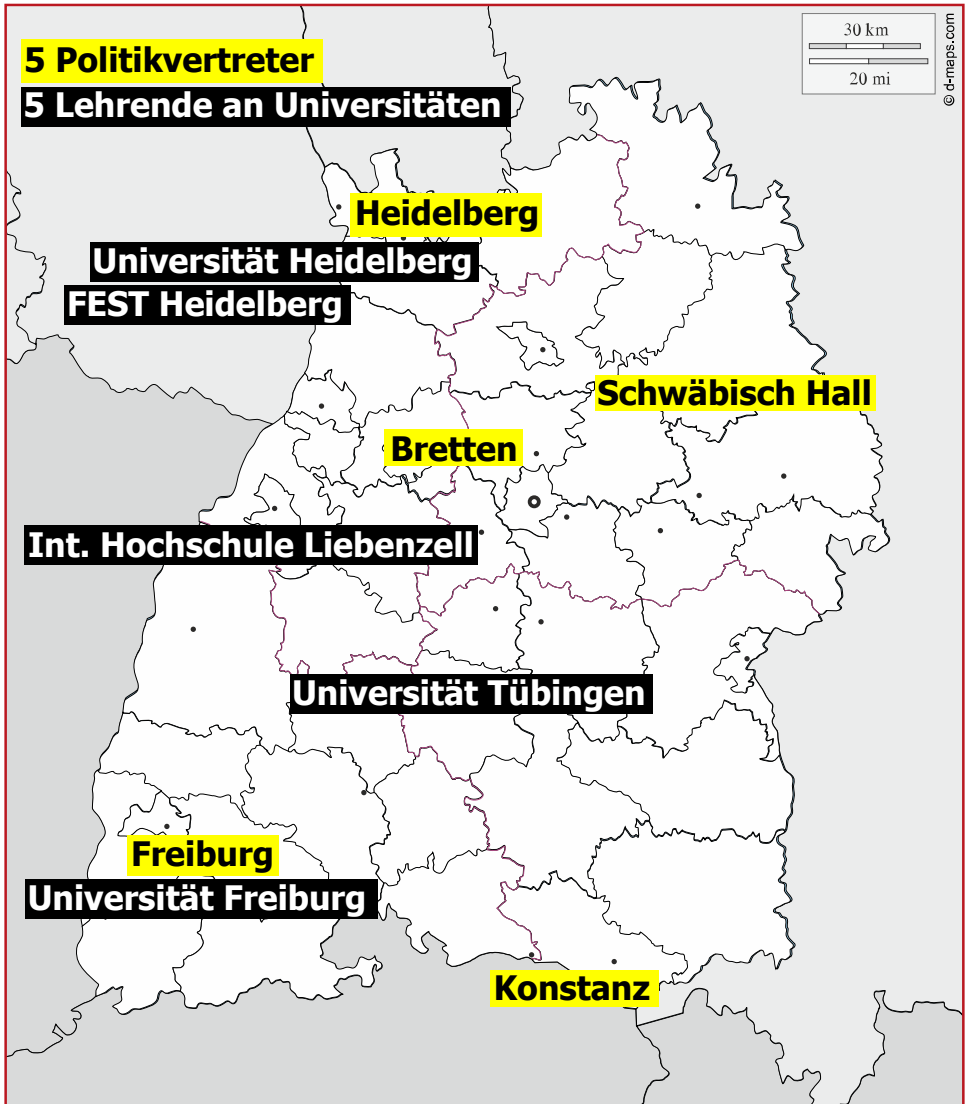 5 Politikvertreter
5 Lehrende an Universitäten
30 km
20 mi
© d-maps.com
Heidelberg
Universität Heidelberg
FEST Heidelberg
Schwäbisch Hall
Bretten
Int. Hochschule Liebenzell
Universität Tübingen
Freiburg
Universität Freiburg
Konstanz